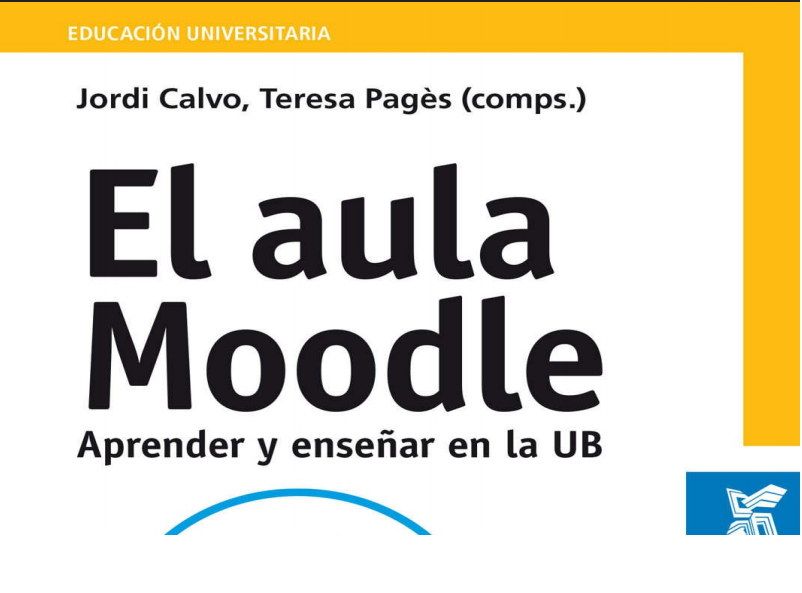 EDUCACIÓN UNIVERSITARIA
Jordi Calvo, Teresa Pagès (comps.)
El aula
Moodle
Aprender y enseñar en la UB